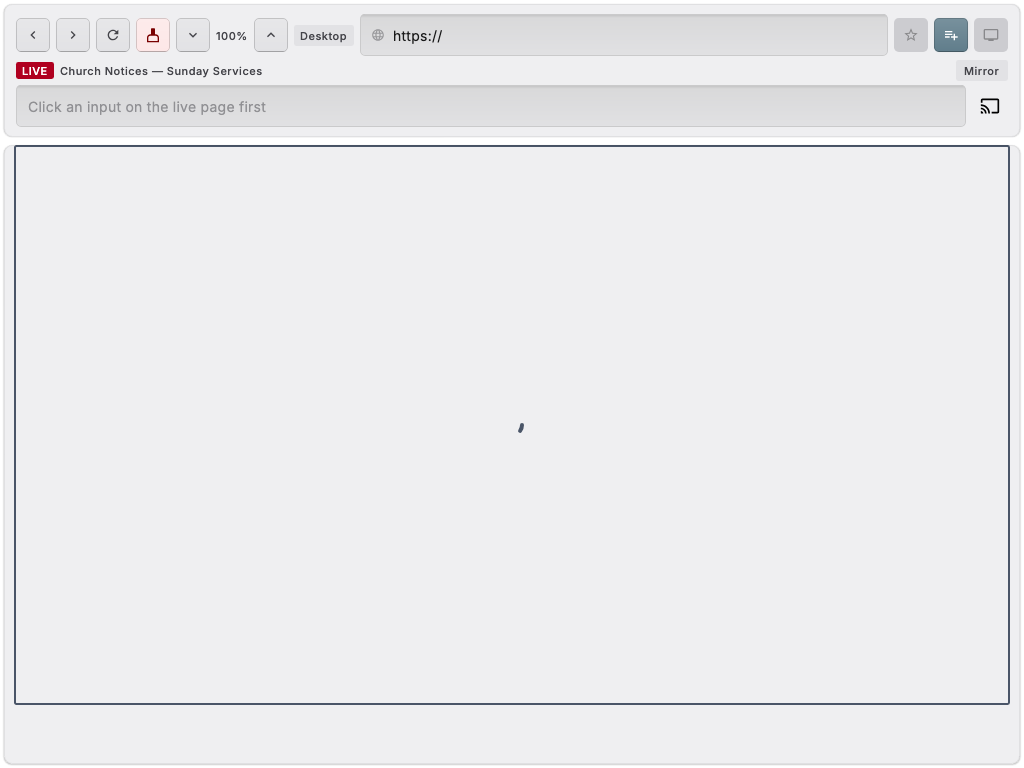 100%
Desktop
https://
LIVE Church Notices — Sunday Services
Mirror
Click an input on the live page first